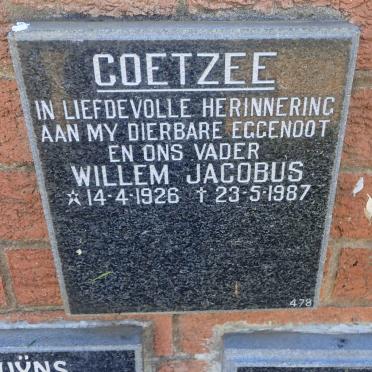 COETZEE
IN LIEFDEVOLLE HERINNERING
AAN MY DIERBARE EGGENOOT
EN ONS VADER
WILLEM JACOBUS
☆ 14-4-1926 † 23-5-1987
478
UŸNS